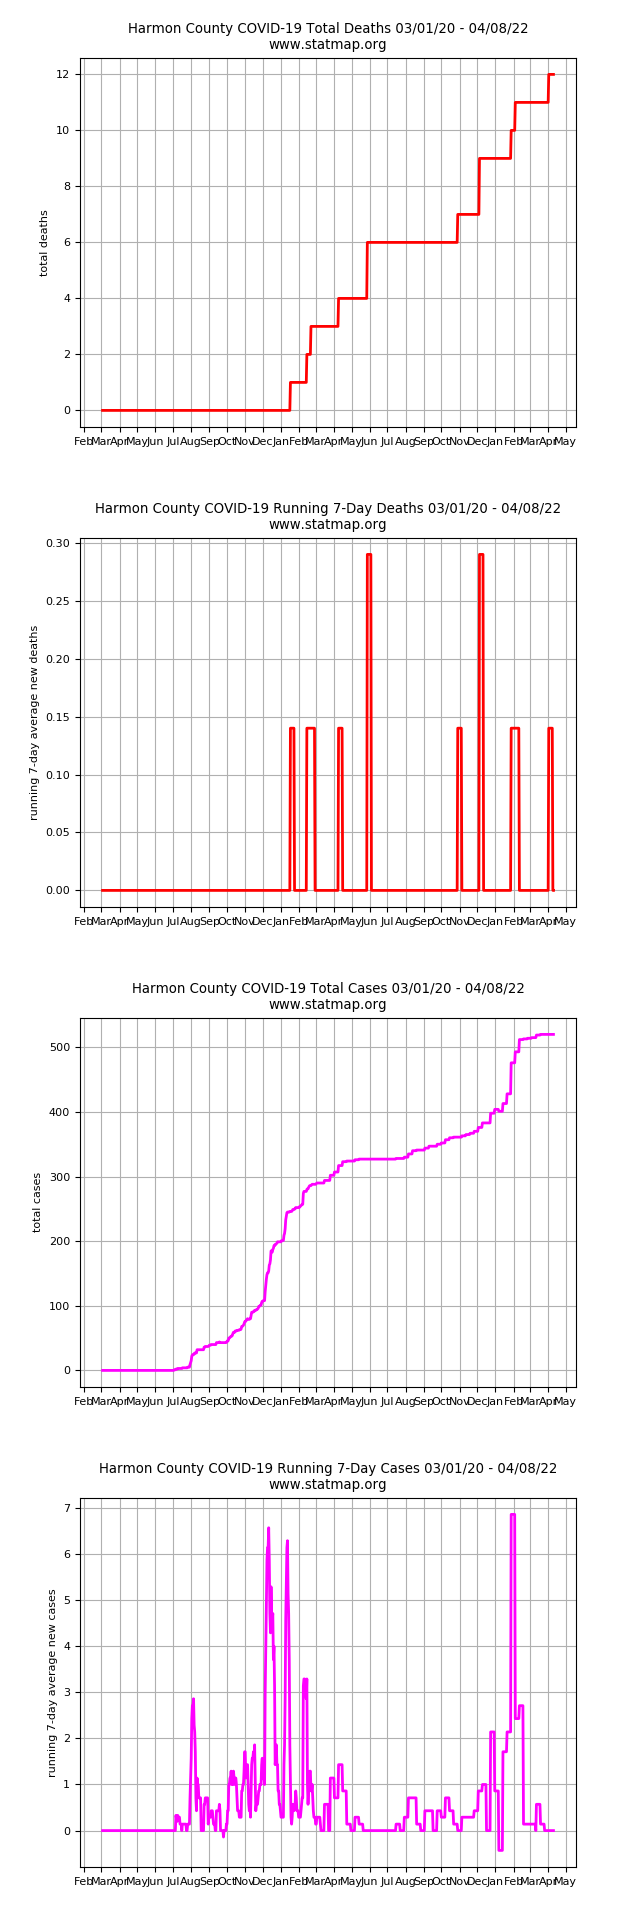 Harmon County COVID-19 Total Deaths 03/01/20 - 04/08/22
www.statmap.org
12
10
8
6
4
2
0
total deaths
Feb Mar Apr May Jun Jul Aug Sep Oct Nov Dec Jan Feb Mar Apr May Jun Jul Aug Sep Oct Nov Dec Jan Feb Mar Apr May
Harmon County COVID-19 Running 7-Day Deaths 03/01/20 - 04/08/22
www.statmap.org
0.30
0.25
0.20
0.15
0.10
0.05
0.00
running 7-day average new deaths
Feb Mar Apr May Jun Jul Aug Sep Oct Nov Dec Jan Feb Mar Apr May Jun Jul Aug Sep Oct Nov Dec Jan Feb Mar Apr May
Harmon County COVID-19 Total Cases 03/01/20 - 04/08/22
www.statmap.org
500
400
300
200
100
0
total cases
Feb Mar Apr May Jun Jul Aug Sep Oct Nov Dec Jan Feb Mar Apr May Jun Jul Aug Sep Oct Nov Dec Jan Feb Mar Apr May
Harmon County COVID-19 Running 7-Day Cases 03/01/20 - 04/08/22
www.statmap.org
7
6
5
4
3
2
1
0
running 7-day average new cases
Feb Mar Apr May Jun Jul Aug Sep Oct Nov Dec Jan Feb Mar Apr May Jun Jul Aug Sep Oct Nov Dec Jan Feb Mar Apr May